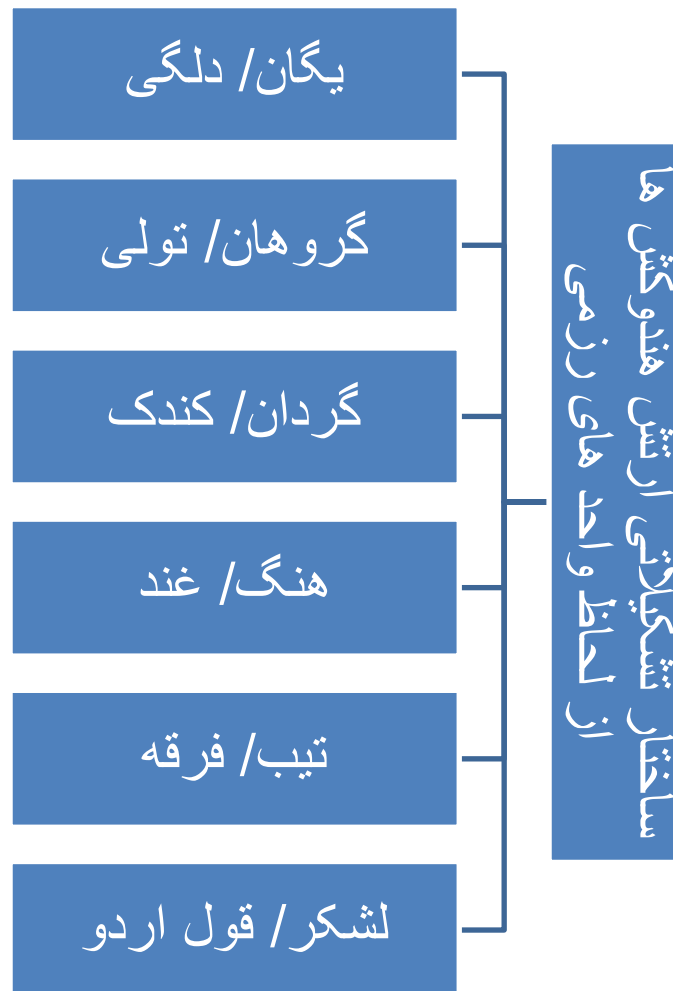 ساختار تشکیلاتی ارتش هندوکش ها
از لحاظ واحد های رزمی
یگان/ دلگی
گروهان/ تولی
گردان/ کندک
هنگ/ غند
تیب/ فرقه
لشکر/ قول اردو